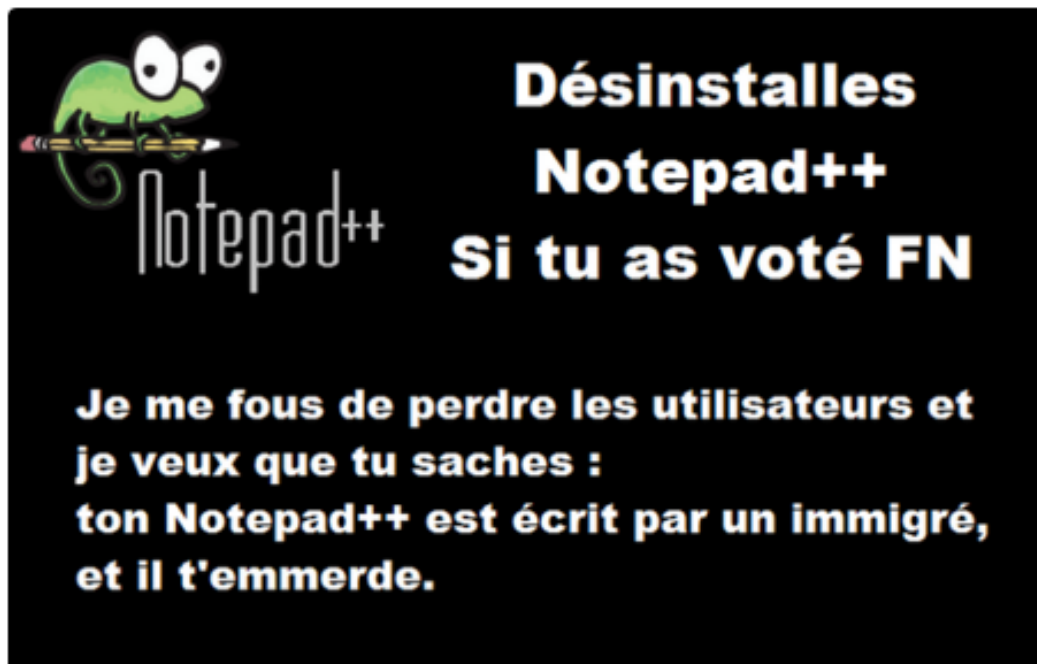 Notepad++
Désinstalles
Notepad++
Si tu as voté FN
Je me fous de perdre les utilisateurs et
je veux que tu saches :
ton Notepad++ est écrit par un immigré,
et il t'emmerde.